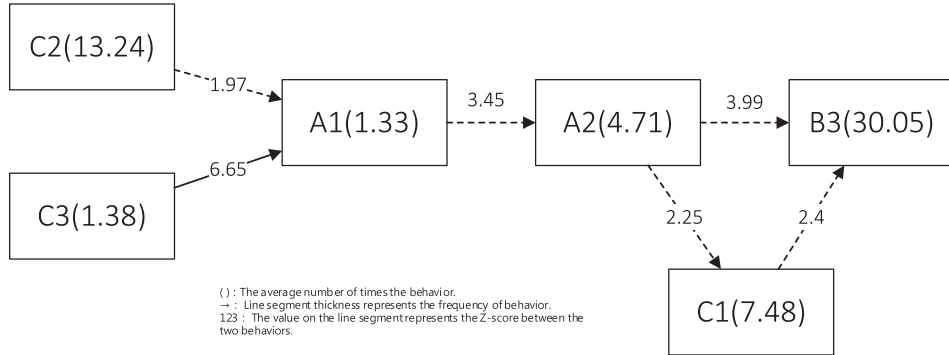 C2(13.24)
1.97
A1(1.33)
3.45
A2(4.71)
3.99
B3(30.05)
6.65
C3(1.38)
2.25
2.4
C1(7.48)
( ) : The average number of times the behavior.
→ : Line segment thickness represents the frequency of behavior.
123 : The value on the line segment represents the Z-score between the
two behaviors.